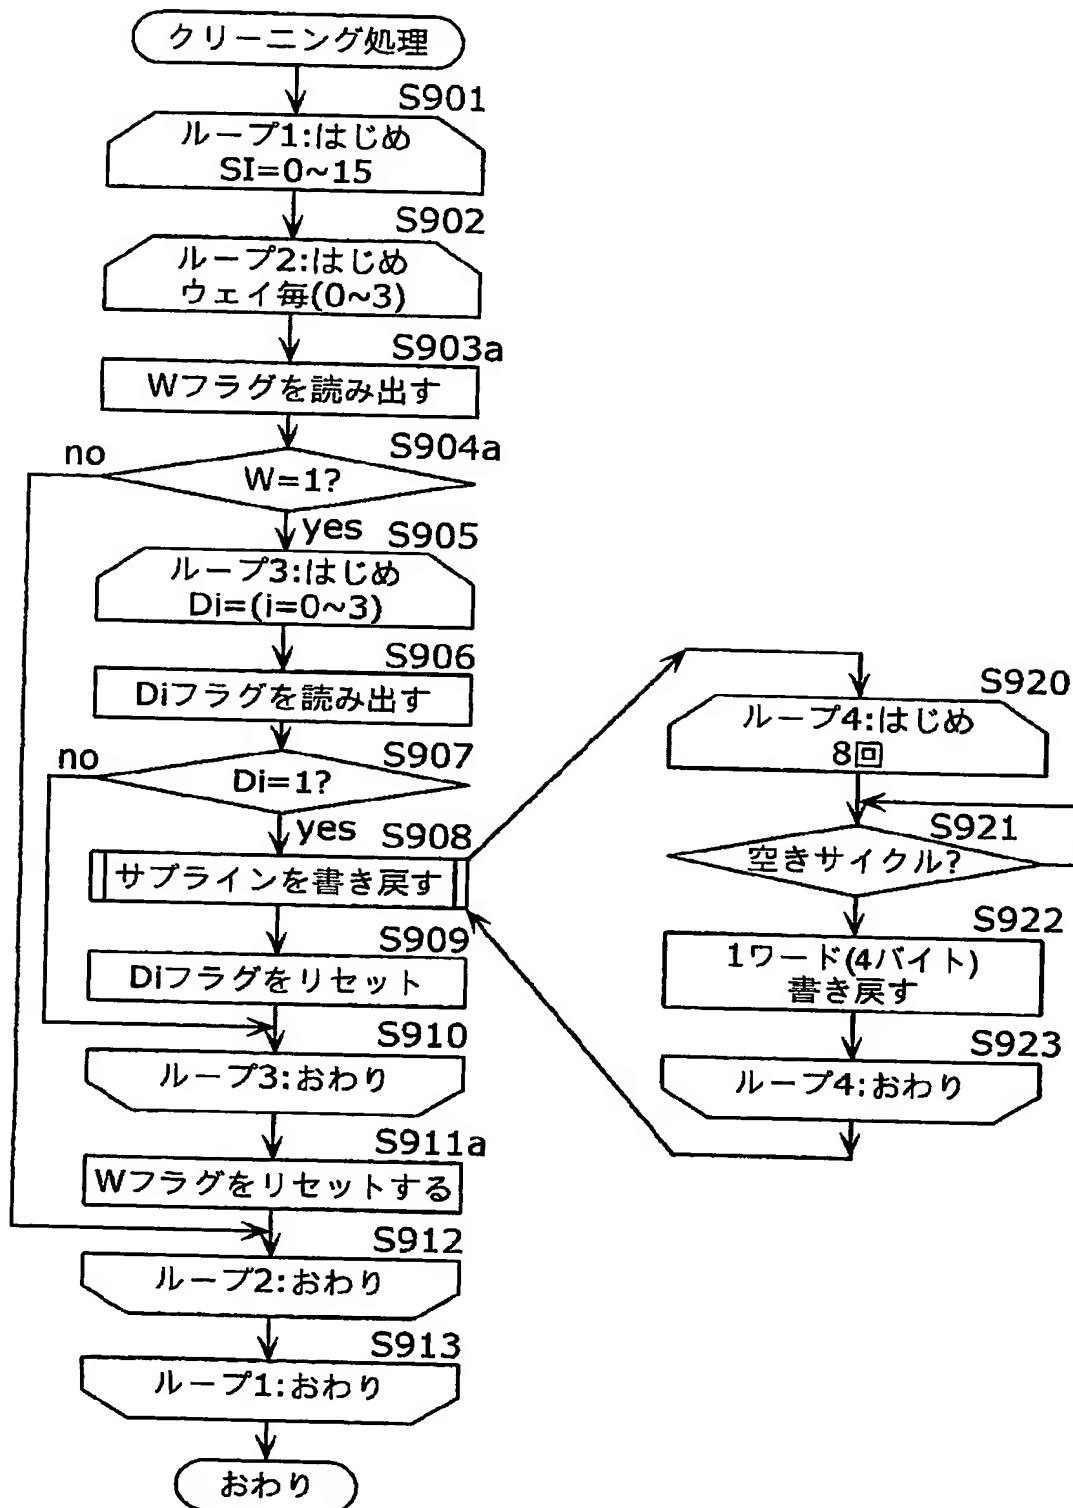 クリーニング処理
S901
ループ1:はじめ
SI=0~15
S902
ループ2:はじめ
ウェイ毎(0~3)
S903a
Wフラグを読み出す
S904a
no
W=1?
yes
S905
ループ3:はじめ
Di=(i=0~3)
S906
Diフラグを読み出す
S907
no
Di=1?
yes
S908
サブラインを書き戻す
S909
Diフラグをリセット
S910
ループ3:おわり
S911a
Wフラグをリセットする
S912
ループ2:おわり
S913
ループ1:おわり
おわり
S920
ループ4:はじめ
8回
S921
空きサイクル?
S922
1ワード(4バイト)
書き戻す
S923
ループ4:おわり